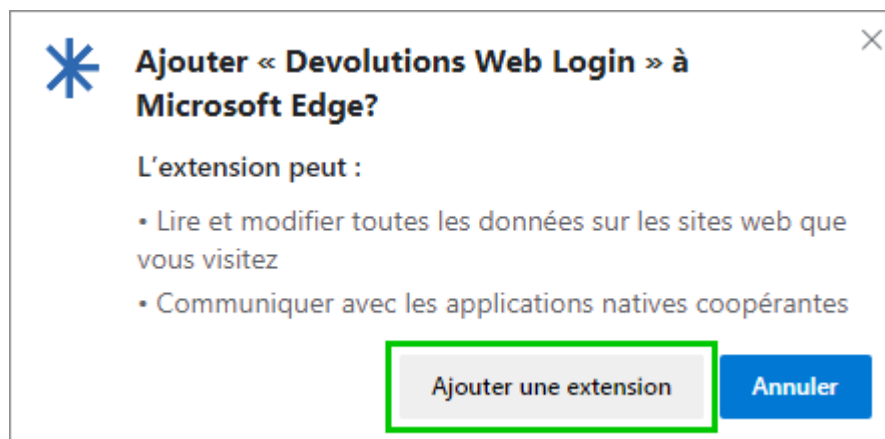 Ajouter « Devolutions Web Login » à
Microsoft Edge?
L’extension peut :
• Lire et modifier toutes les données sur les sites web que
vous visitez
• Communiquer avec les applications natives coopérantes
Ajouter une extension
Annuler